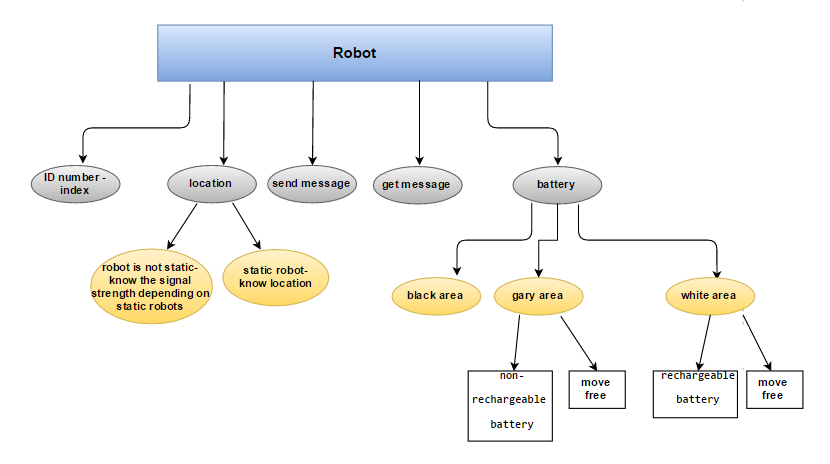 Robot
ID number -
index
location
send message
get message
battery
robot is not static-
know the signal
strength depending on
static robots
static robot-
know location
black area
gary area
white area
non-
rechargeable
battery
move
free
rechargeable
battery
move
free